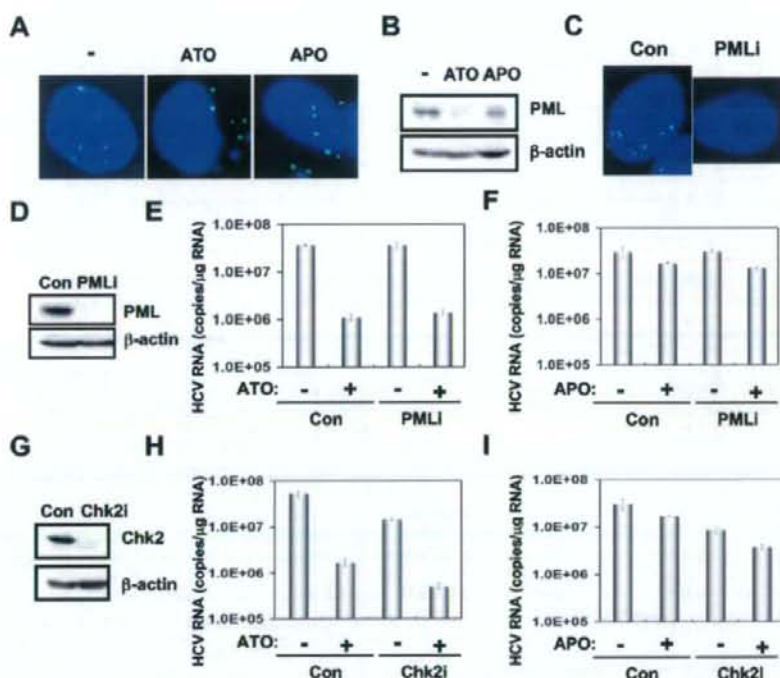 A
- ATO APO
B
- ATO APO
PML
β-actin
C
Con PMLi
D
Con PMLi
PML
β-actin
E
HCV RNA (copies/μg RNA)
1.0E+08
1.0E+07
1.0E+06
1.0E+05
ATO: - + - +
Con PMLi
F
HCV RNA (copies/μg RNA)
1.0E+08
1.0E+07
1.0E+06
1.0E+05
APO: - + - +
Con PMLi
G
Con Chk2i
Chk2
β-actin
H
HCV RNA (copies/μg RNA)
1.0E+08
1.0E+07
1.0E+06
1.0E+05
ATO: - + - +
Con Chk2i
I
HCV RNA (copies/μg RNA)
1.0E+08
1.0E+07
1.0E+06
1.0E+05
APO: - + - +
Con Chk2i